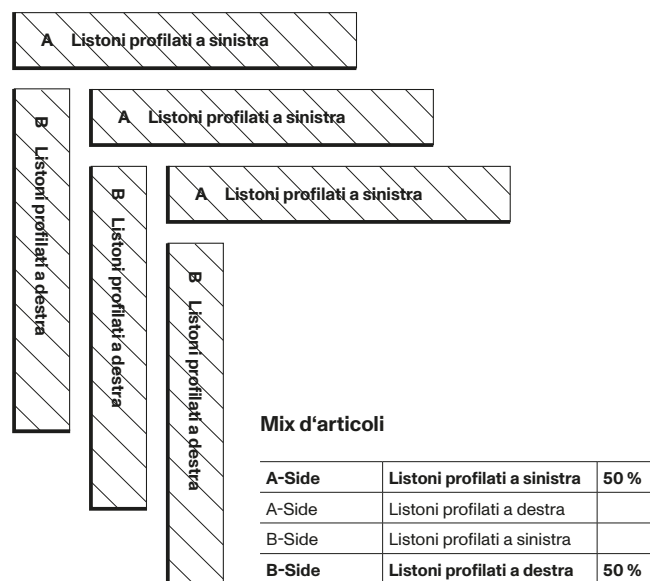 A Listoni profilati a sinistra
A Listoni profilati a sinistra
A Listoni profilati a sinistra
B Listoni profilati a destra
B Listoni profilati a destra
B Listoni profilati a destra
Mix d‘articoli
A-Side Listoni profilati a sinistra 50 %
A-Side Listoni profilati a destra
B-Side Listoni profilati a sinistra
B-Side Listoni profilati a destra 50 %